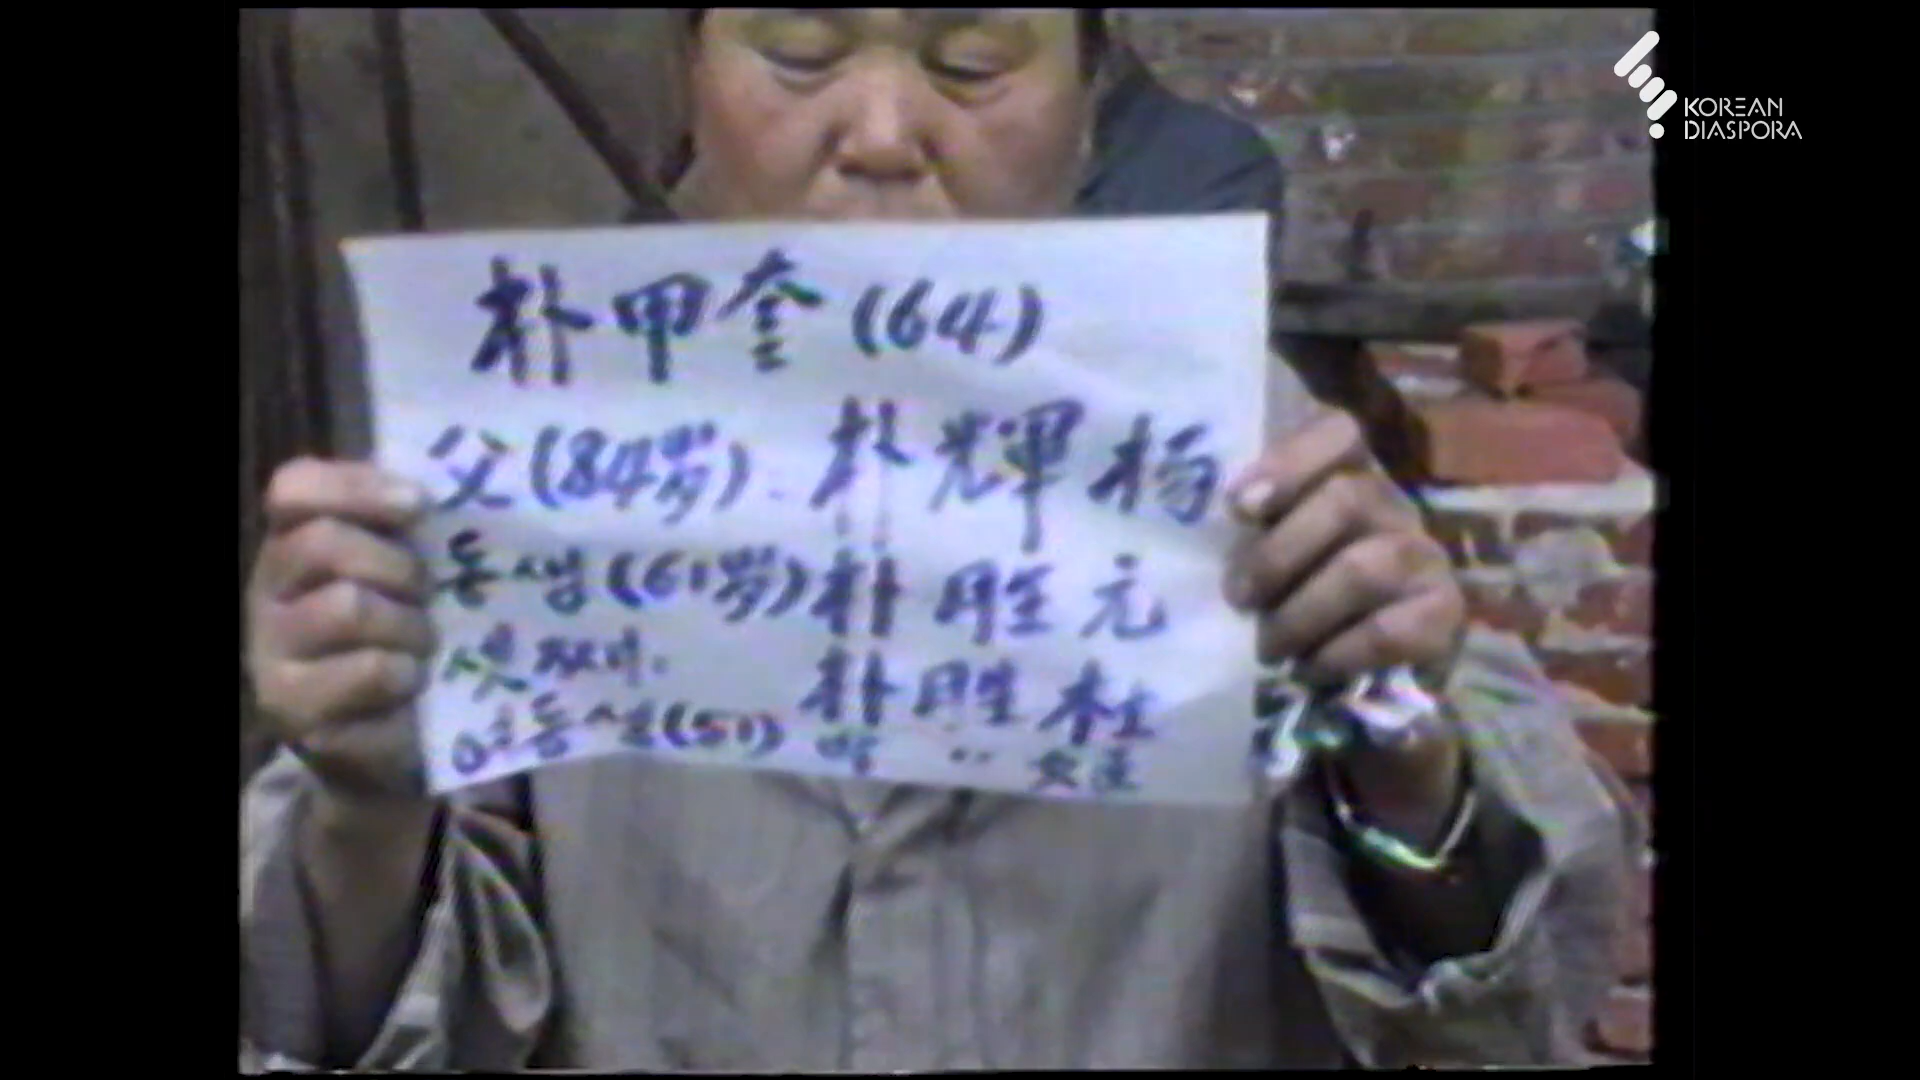 KOREAN
DIASPORA
朴甲奎(64)
父(84岁). 朴輝杨
동생(61岁)朴胜元
셋째.
여동생(51) 朴胜